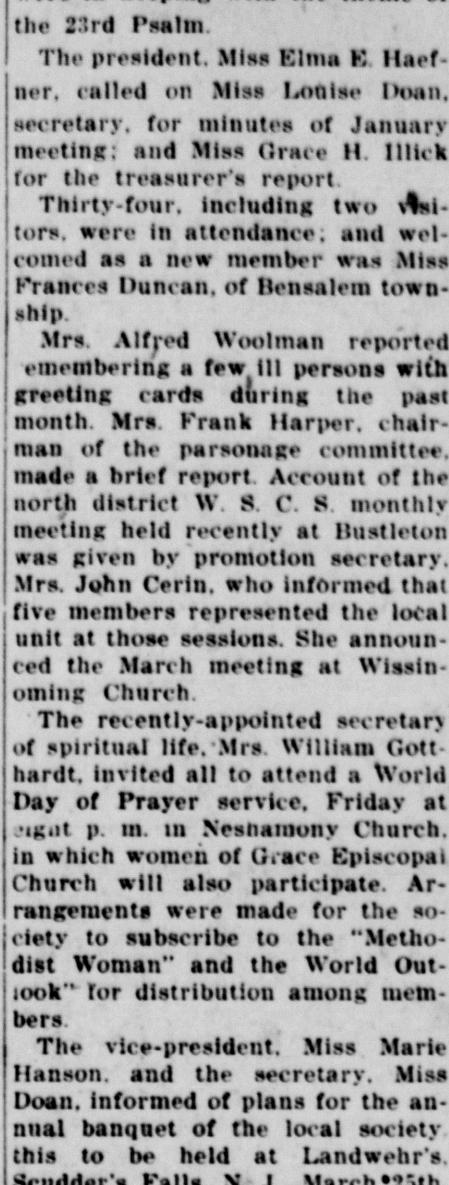 the 23rd Psalm.
The president, Miss Elma E. Haef-
ner, called on Miss Louise Doan,
secretary, for minutes of January
meeting; and Miss Grace H. Illick
for the treasurer's report.
Thirty-four, including two visi-
tors, were in attendance; and wel-
comed as a new member was Miss
Frances Duncan, of Bensalem town-
ship.
Mrs. Alfred Woolman reported
emembering a few ill persons with
greeting cards during the past
month. Mrs. Frank Harper, chair-
man of the parsonage committee,
made a brief report. Account of the
north district W. S. C. S. monthly
meeting held recently at Bustleton
was given by promotion secretary,
Mrs. John Cerin, who informed that
five members represented the local
unit at those sessions. She announ-
ced the March meeting at Wissin-
oming Church.
The recently-appointed secretary
of spiritual life, Mrs. William Gott-
hardt, invited all to attend a World
Day of Prayer service, Friday at
eight p. m. in Neshamony Church,
in which women of Grace Episcopal
Church will also participate. Ar-
rangements were made for the so-
ciety to subscribe to the "Metho-
dist Woman" and the World Out-
look" for distribution among mem-
bers.
The vice-president, Miss Marie
Hanson, and the secretary, Miss
Doan, informed of plans for the an-
nual banquet of the local society
this to be held at Landwehr's,
Scudder's Falls, N. J., March 25th.